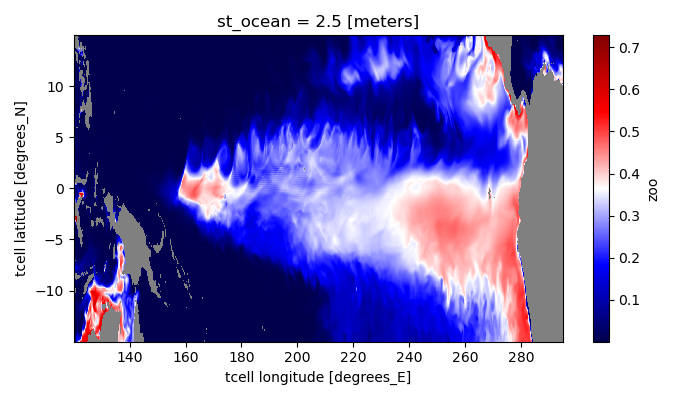 st_ocean = 2.5 [meters]
10
5
0
−5
−10
tcell latitude [degrees_N]
140 160 180 200 220 240 260 280
tcell longitude [degrees_E]
0.7
0.6
0.5
0.4
0.3
0.2
0.1
zoo